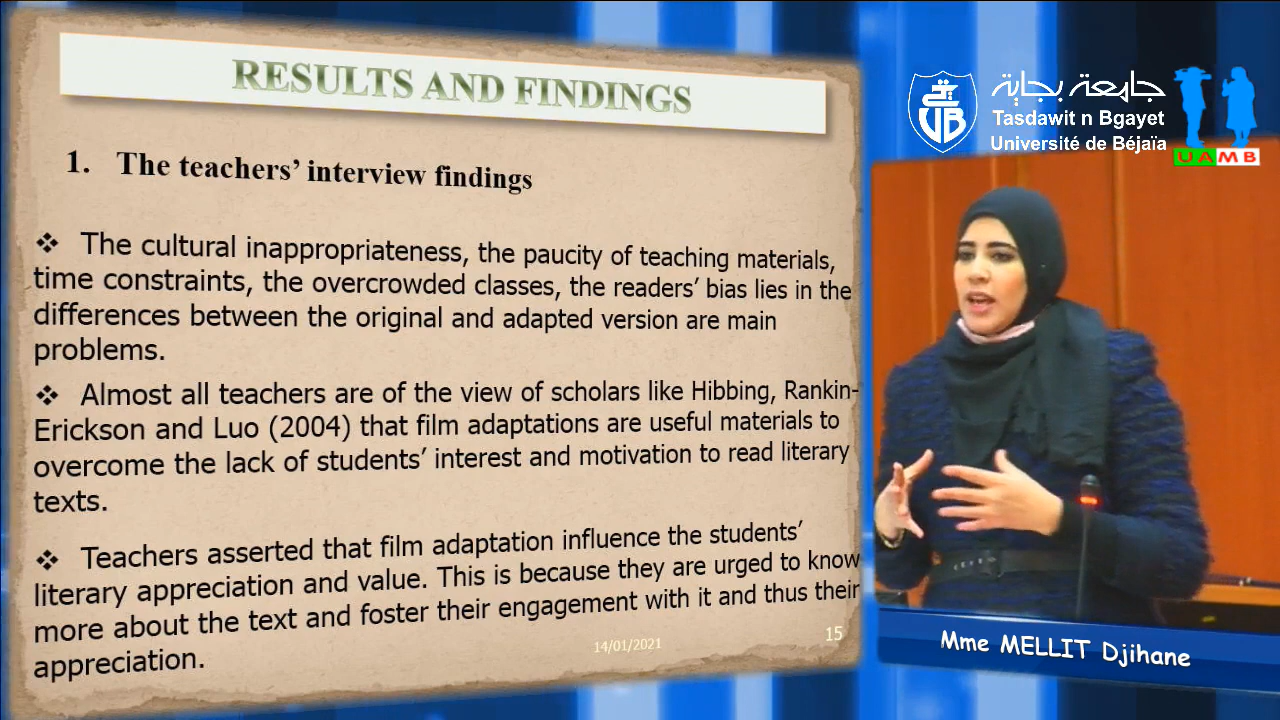 RESULTS AND FINDINGS
1. The teachers’ interview findings
❖ The cultural inappropriateness, the paucity of teaching materials,
time constraints, the overcrowded classes, the readers’ bias lies in the
differences between the original and adapted version are main
problems.
❖ Almost all teachers are of the view of scholars like Hibbing, Rankin-
Erickson and Luo (2004) that film adaptations are useful materials to
overcome the lack of students’ interest and motivation to read literary
texts.
❖ Teachers asserted that film adaptation influence the students’
literary appreciation and value. This is because they are urged to know
more about the text and foster their engagement with it and thus their
appreciation.
14/01/2021
15
UB
جامعة بجاية
Tasdawit n Bgayet
Université de Béjaïa
UAMB
Mme MELLIT Djihane